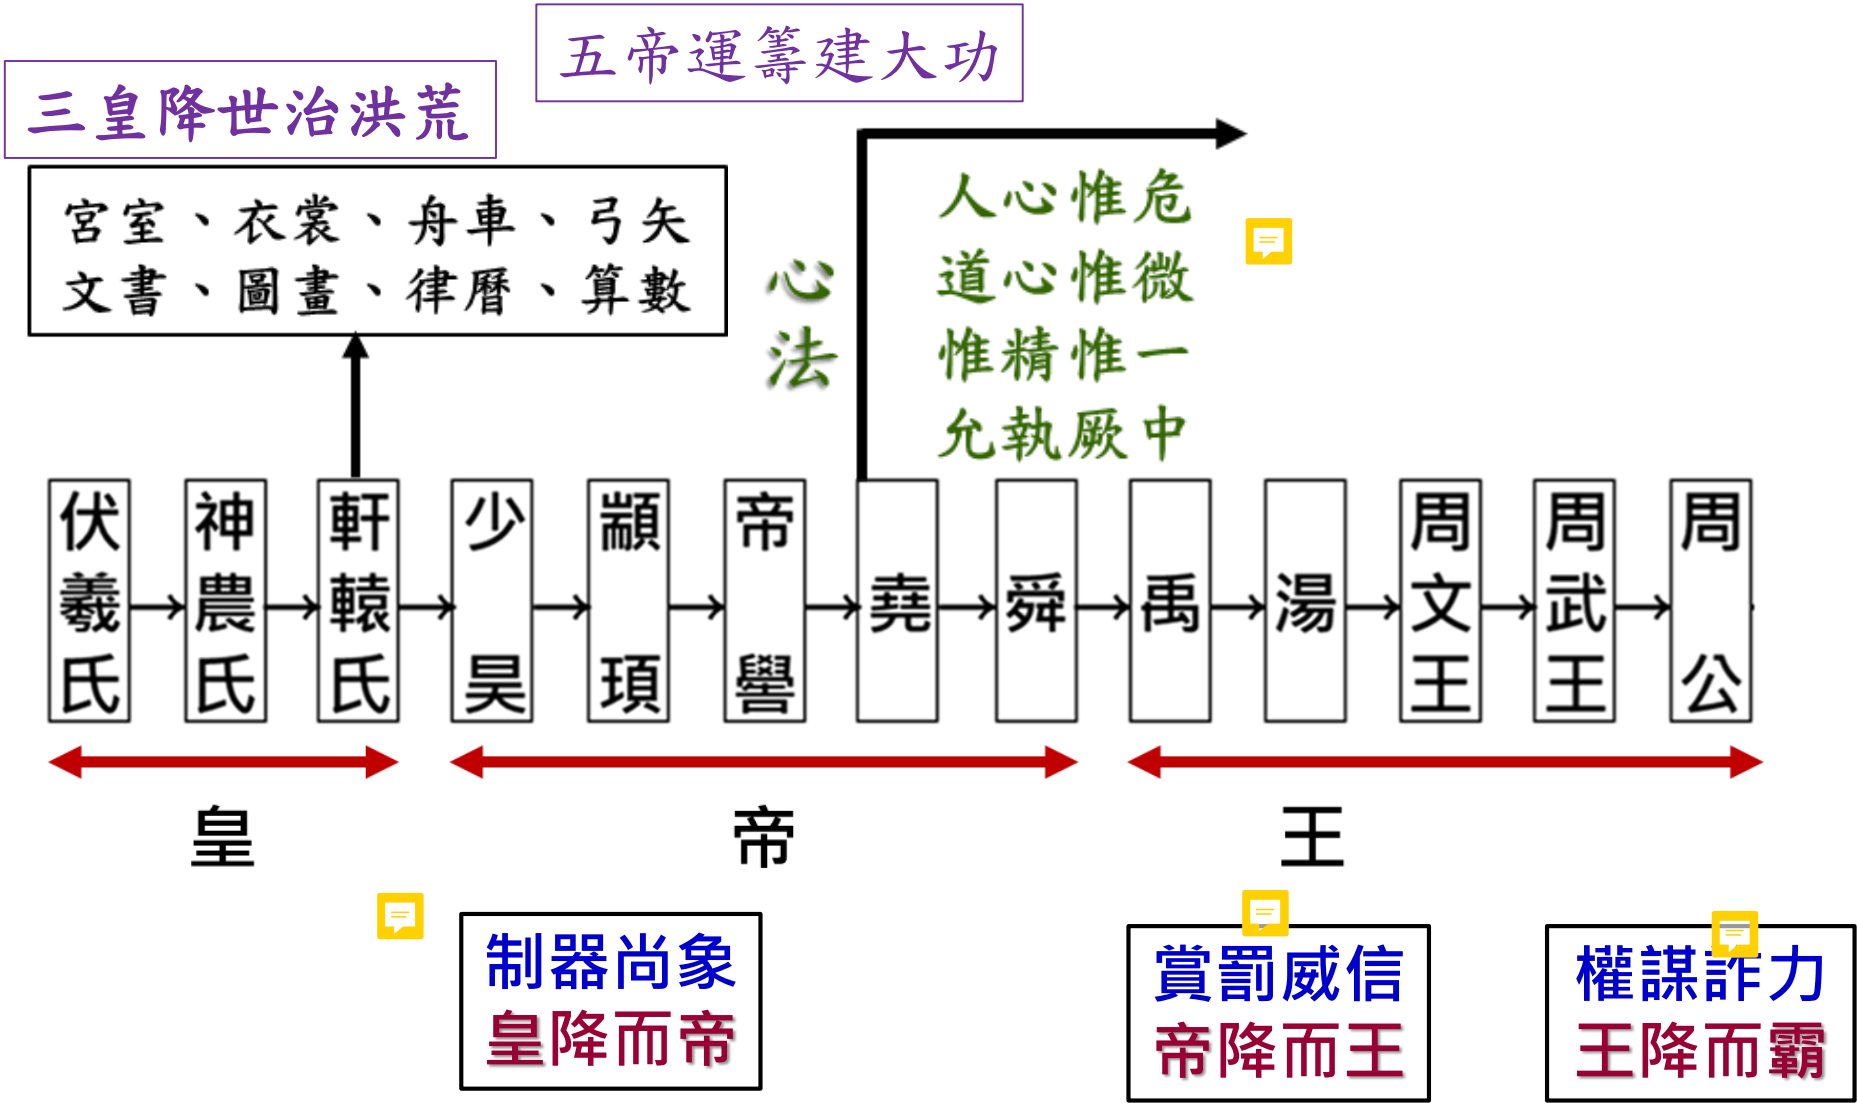 五帝運籌建大功
三皇降世治洪荒
宮室、衣裳、舟車、弓矢
文書、圖畫、律曆、算數
心法
人心惟危
道心惟微
惟精惟一
允執厥中
伏羲氏
神農氏
軒轅氏
少昊
顓頊
帝嚳
堯
舜
禹
湯
周文王
周武王
周公
皇
帝
王
制器尚象
皇降而帝
賞罰威信
帝降而王
權謀詐力
王降而霸